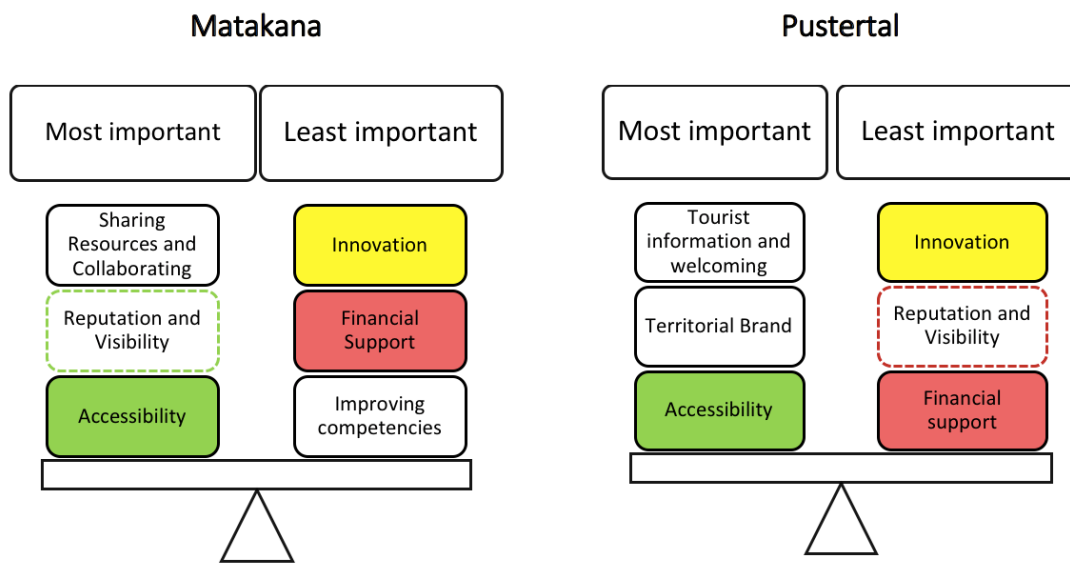 Matakana
Most important
Least important
Sharing
Resources and
Collaborating
Innovation
Reputation and
Visibility
Financial
Support
Accessibility
Improving
competencies
Pustertal
Most important
Least important
Tourist
information and
welcoming
Innovation
Territorial Brand
Reputation and
Visibility
Accessibility
Financial
support